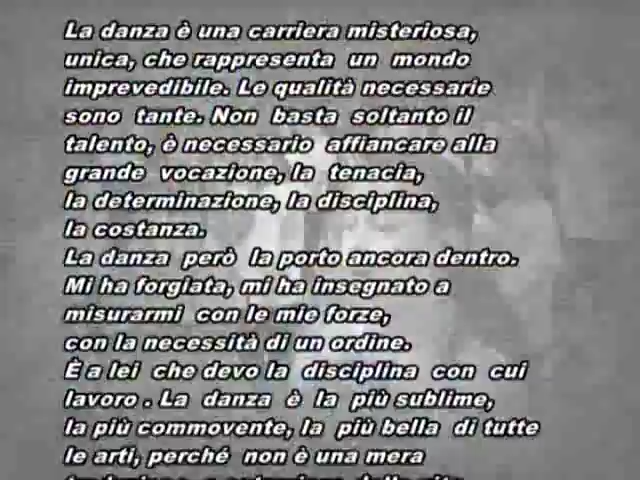 La danza è una carriera misteriosa,
unica, che rappresenta un mondo
imprevedibile. Le qualità necessarie
sono tante. Non basta soltanto il
talento, è necessario affiancare alla
grande vocazione, la tenacia,
la determinazione, la disciplina,
la costanza.
La danza però la porto ancora dentro.
Mi ha forgiata, mi ha insegnato a
misurarmi con le mie forze,
con la necessità di un ordine.
È a lei che devo la disciplina con cui
lavoro . La danza è la più sublime,
la più commovente, la più bella di tutte
le arti, perché non è una mera